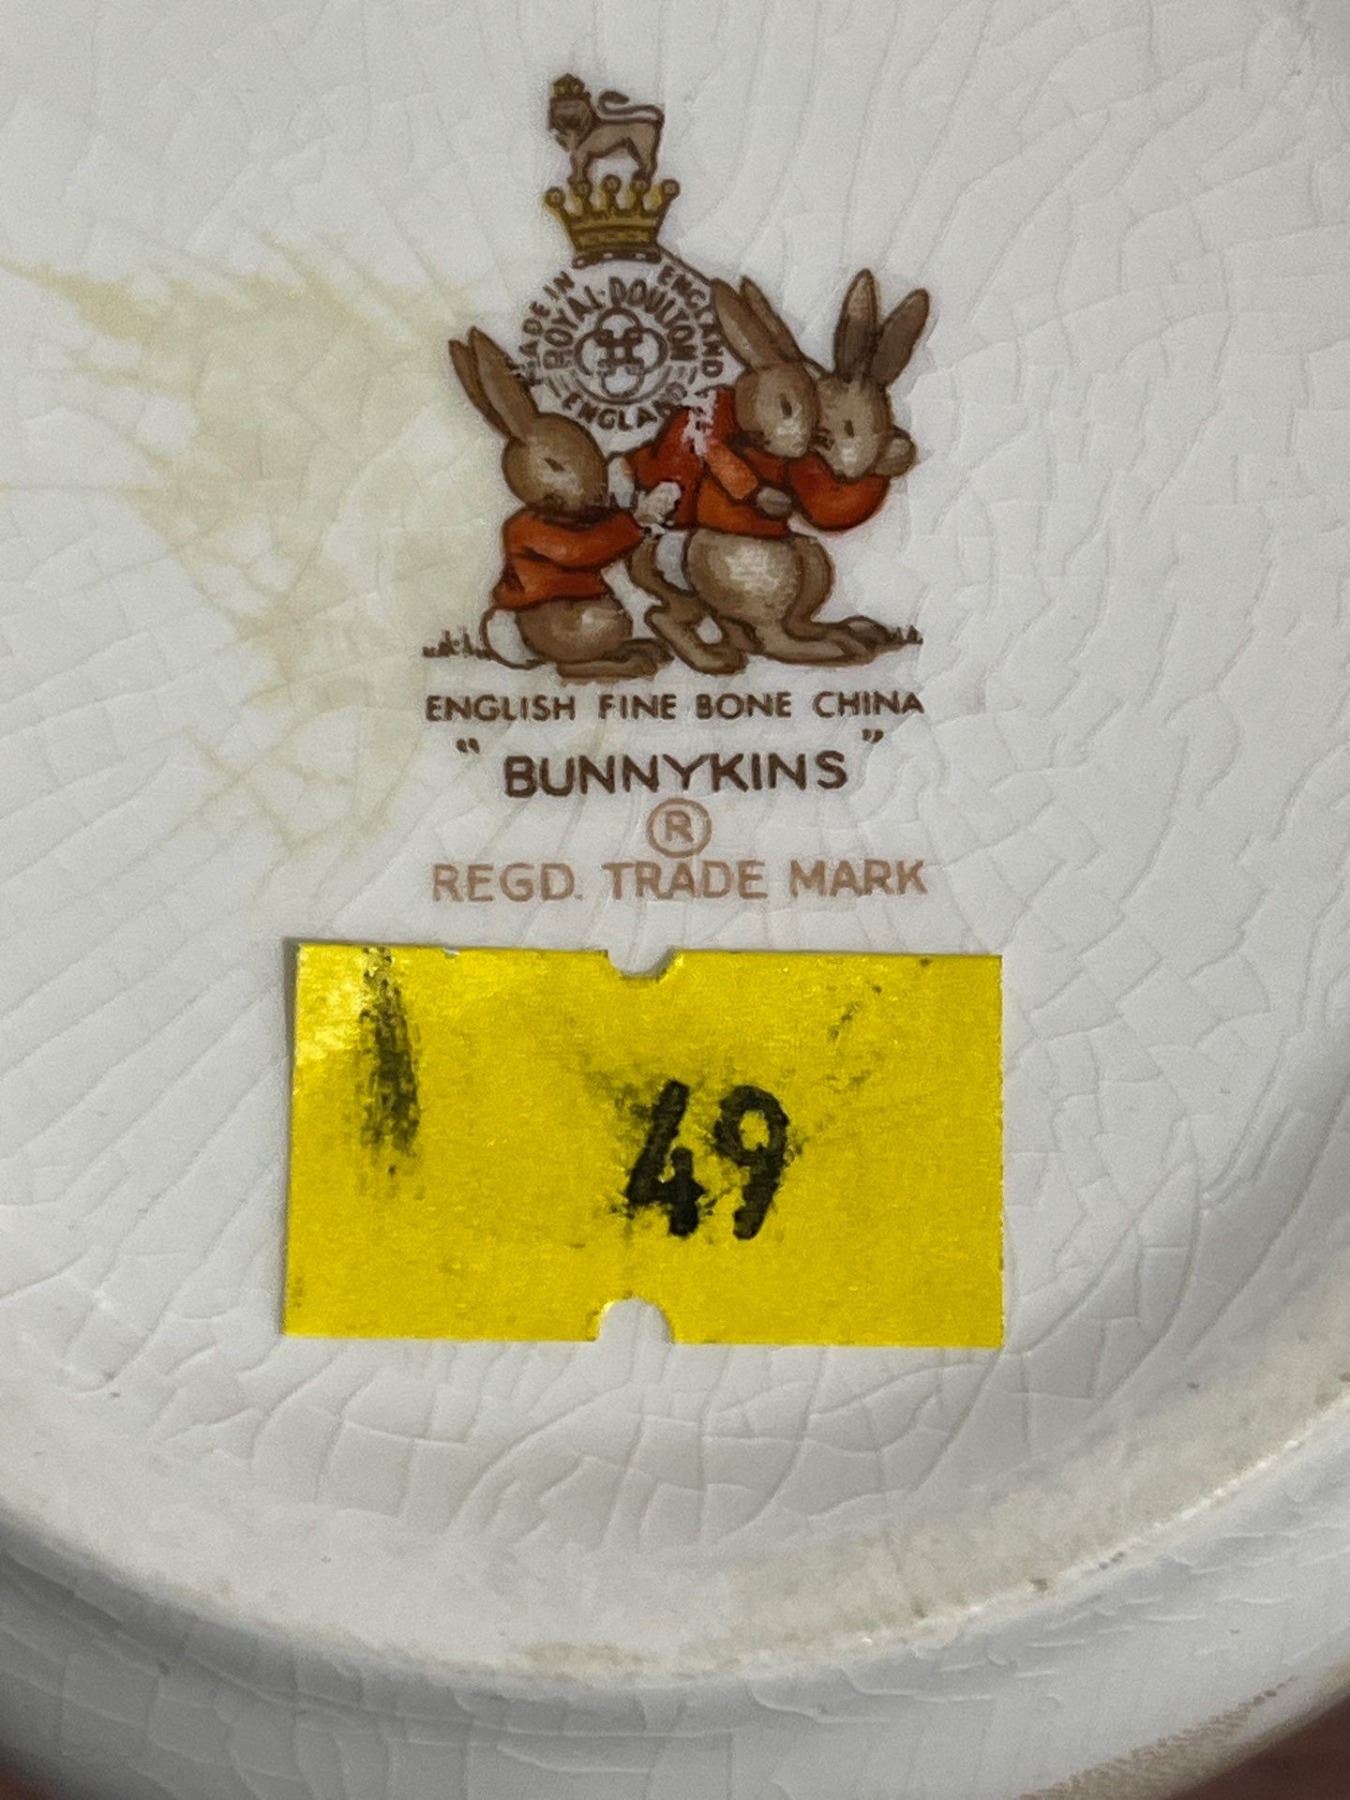 MADE IN ENGLAND
ROYAL DOULTON
ENGLAND
ENGLISH FINE BONE CHINA
"BUNNYKINS"
®
REGD. TRADE MARK
49